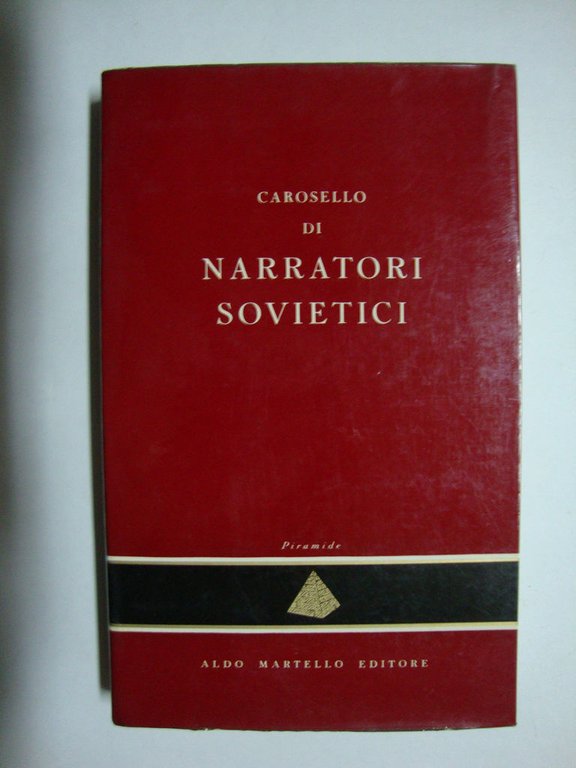 CAROSELLO
DI
NARRATORI
SOVIETICI
Piramide
ALDO MARTELLO EDITORE